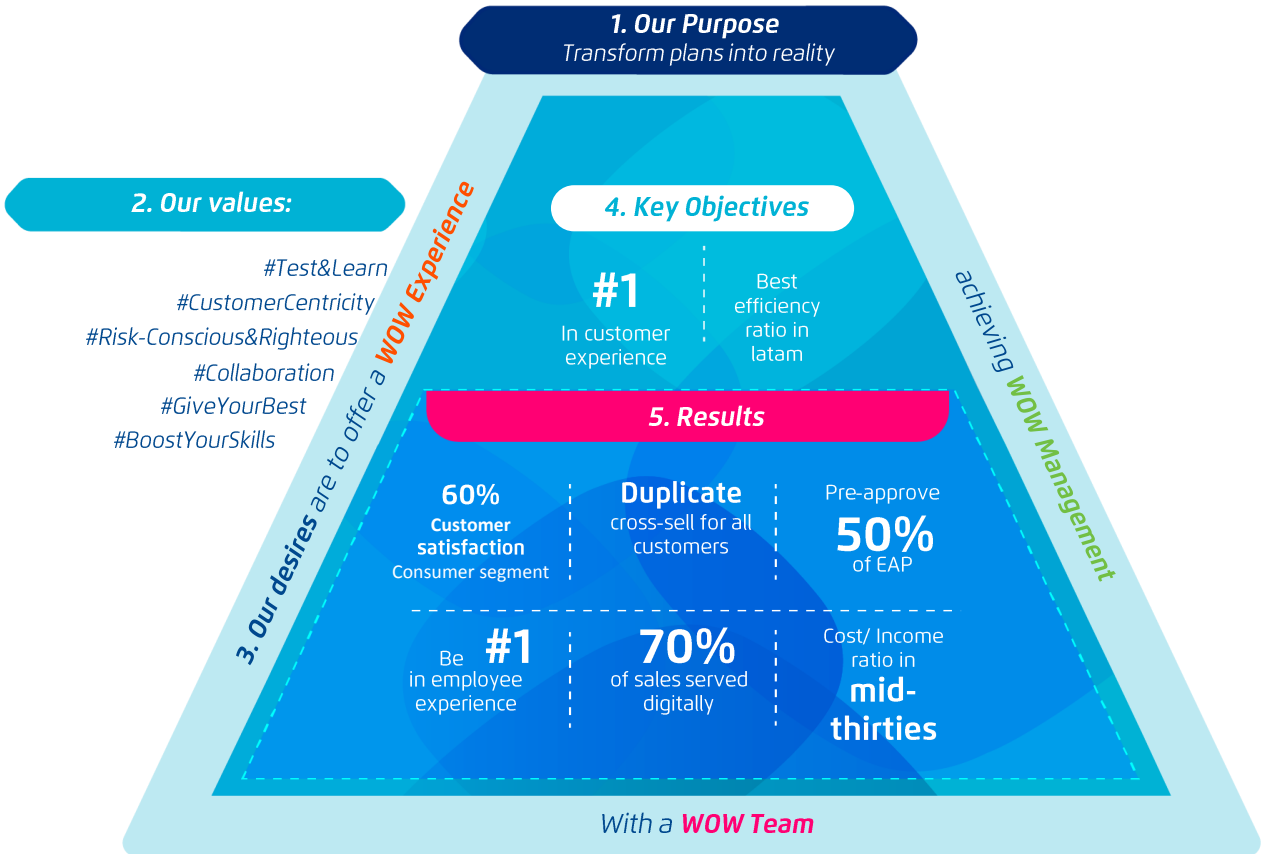 1. Our Purpose
Transform plans into reality
2. Our values:
#Test&Learn
#CustomerCentricity
#Risk-Conscious&Righteous
#Collaboration
#GiveYourBest
#BoostYourSkills
3. Our desires are to offer a WOW Experience
achieving WOW Management
With a WOW Team
4. Key Objectives
#1
In customer
experience
Best
efficiency
ratio in
latam
5. Results
60%
Customer
satisfaction
Consumer segment
Duplicate
cross-sell for all
customers
Pre-approve
50%
of EAP
Be #1
in employee
experience
70%
of sales served
digitally
Cost/ Income
ratio in
mid-
thirties